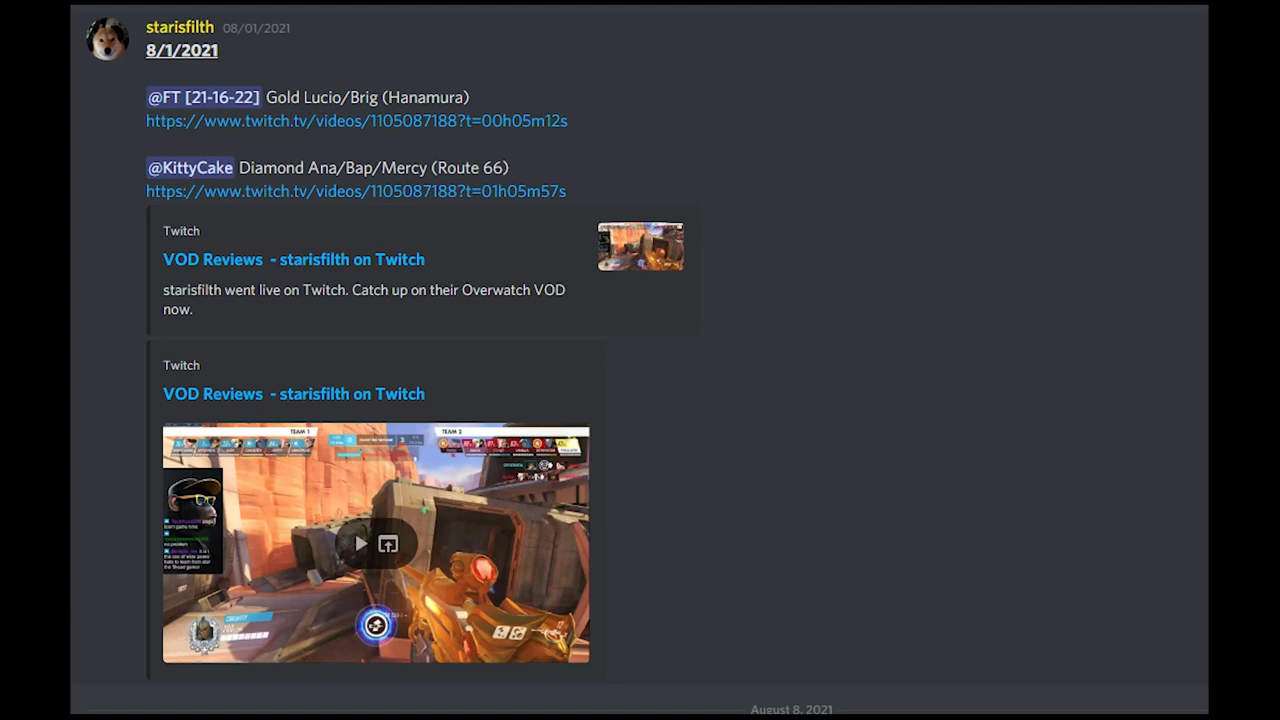 starisfilth 08/01/2021
8/1/2021
@FT [21-16-22] Gold Lucio/Brig (Hanamura)
https://www.twitch.tv/videos/1105087188?t=00h05m12s
@KittyCake Diamond Ana/Bap/Mercy (Route 66)
https://www.twitch.tv/videos/1105087188?t=01h05m57s
Twitch
VOD Reviews - starisfilth on Twitch
starisfilth went live on Twitch. Catch up on their Overwatch VOD
now.
Twitch
VOD Reviews - starisfilth on Twitch
TEAM 1
TEAM 2
August 8, 2021